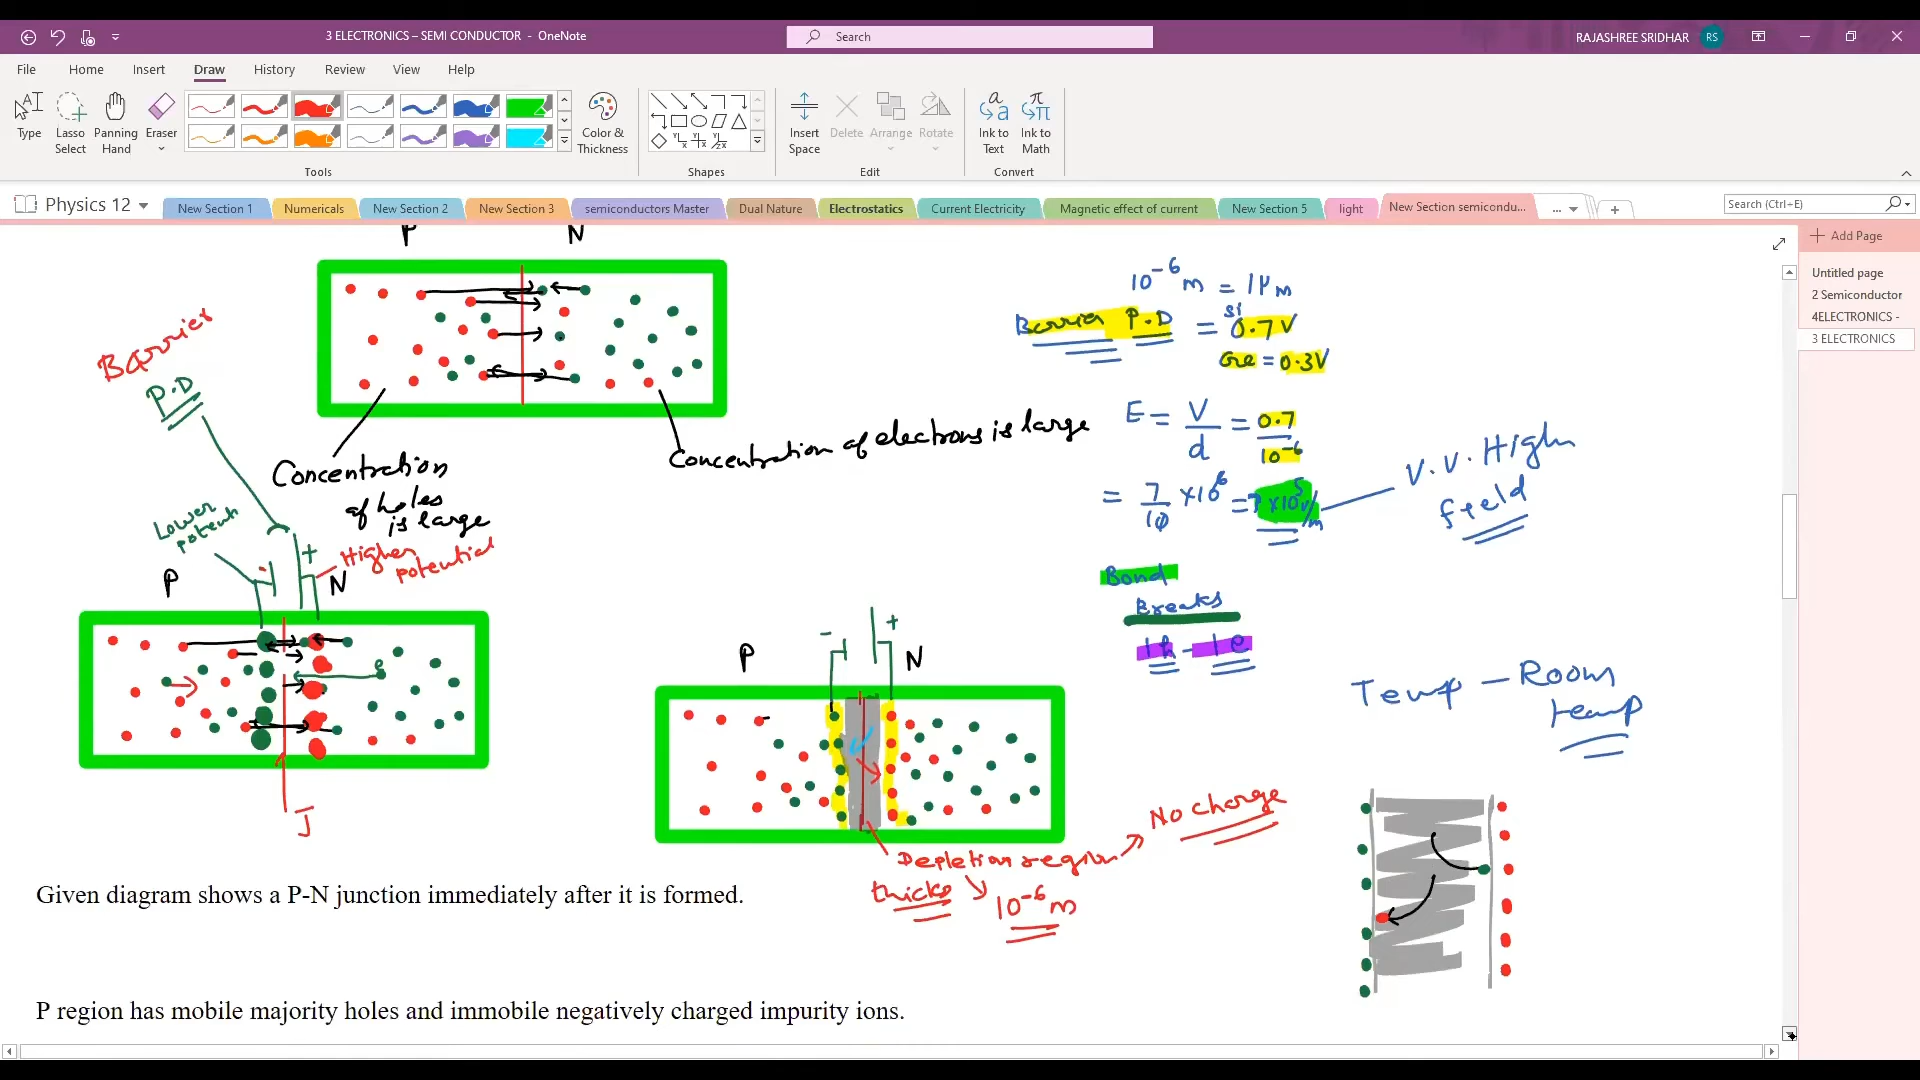 3 ELECTRONICS – SEMI CONDUCTOR - OneNote
Search
RAJASHREE SRIDHAR
RS
File Home Insert Draw History Review View Help
Type
Lasso Select
Panning Hand
Eraser
Color & Thickness
Insert Space
Delete
Arrange
Rotate
Ink to Text
Ink to Math
Tools
Shapes
Edit
Convert
Physics 12
New Section 1
Numericals
New Section 2
New Section 3
semiconductors Master
Dual Nature
Electrostatics
Current Electricity
Magnetic effect of current
New Section 5
light
New Section semicondu...
...
Search (Ctrl+E)
Add Page
Untitled page
2 Semiconductor
4ELECTRONICS -
3 ELECTRONICS
P N
Barrier
P.D
Concentration
of holes
is large
Concentration of electrons is large
10⁻⁶ m = 1μm
Barrier P.D = Si 0.7V
Ge = 0.3V
E = V/d = 0.7/10⁻⁶
= 7/10 × 10⁶ = 7×10⁵ V/m
V.V. High
field
Bond
Breaks
1h - 1e
Temp – Room
temp
Lower
potent
+
Higher
potential
P N
e
J
- +
P N
Depletion region
No charge
thickn
10⁻⁶ m
Given diagram shows a P-N junction immediately after it is formed.
P region has mobile majority holes and immobile negatively charged impurity ions.